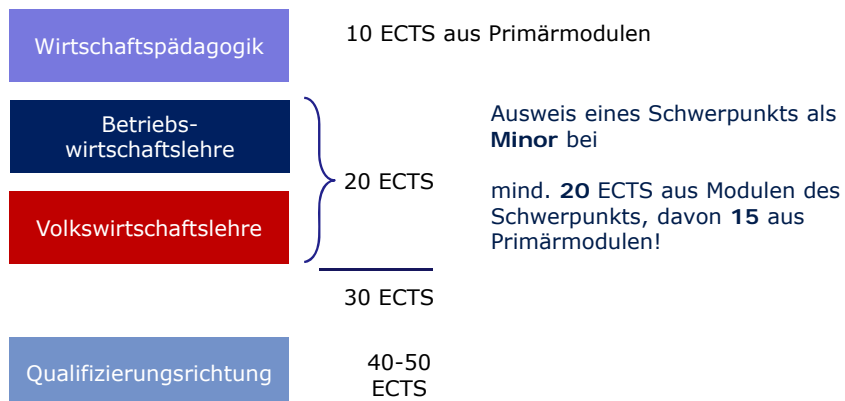 Wirtschaftspädagogik
10 ECTS aus Primärmodulen
Betriebs-
wirtschaftslehre
Volkswirtschaftslehre
20 ECTS
Ausweis eines Schwerpunkts als
Minor bei
mind. 20 ECTS aus Modulen des
Schwerpunkts, davon 15 aus
Primärmodulen!
30 ECTS
Qualifizierungsrichtung
40-50
ECTS